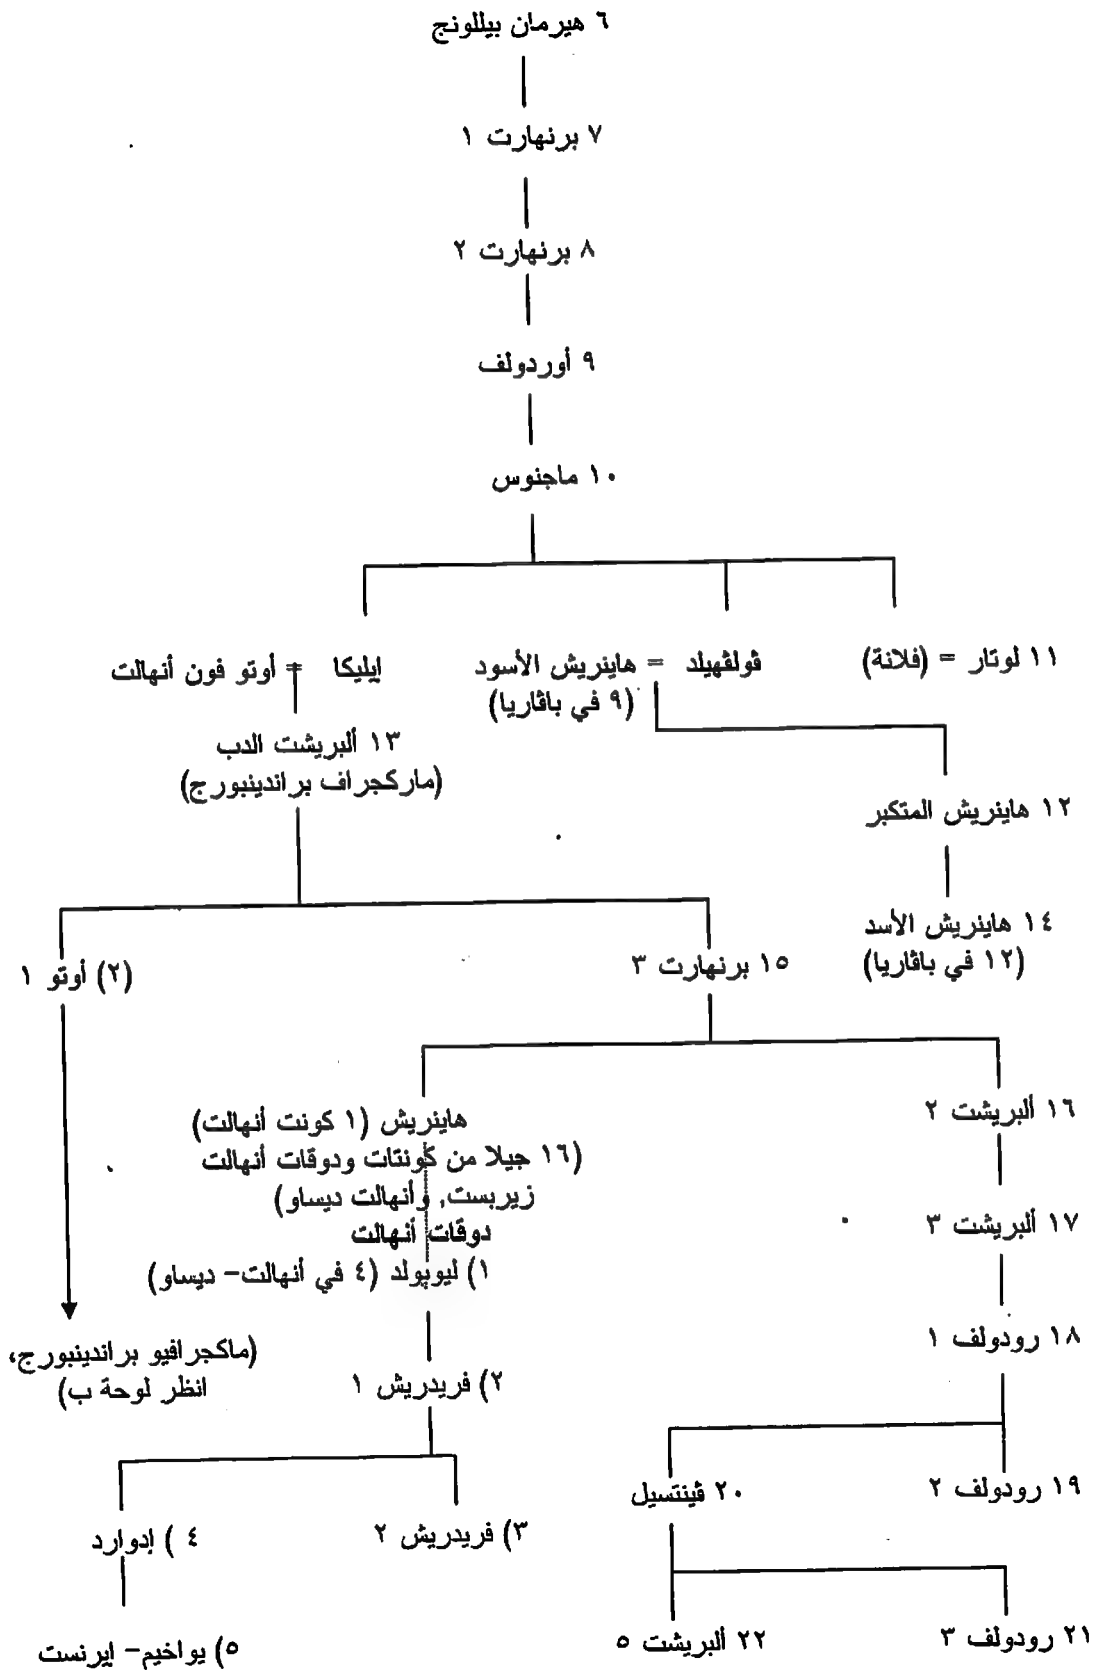 ٦ هيرمان بيللونج
٧ برنهارت ١
٨ برنهارت ٢
٩ أوردولف
١٠ ماجنوس
١١ لوتار = (فلانة)
ڤولڤهيلد = هاينريش الأسود
(٩ في باڤاريا)
إيليكا = أوتو فون أنهالت
١٣ ألبريشت الدب
(ماركجراف براندينبورج)
١٢ هاينريش المتكبر
١٤ هاينريش الأسد
(١٢ في باڤاريا)
١٥ برنهارت ٣
(٢) أوتو ١
١٦ ألبريشت ٢
هاينريش (١ كونت أنهالت)
(١٦ جيلا من كونتات ودوقات أنهالت
زيربست, وأنهالت ديساو)
دوقات أنهالت
١) ليوپولد (٤ في أنهالت- ديساو)
١٧ ألبريشت ٣
١٨ رودولف ١
(ماكجرافيو براندينبورج،
انظر لوحة ب)
٢) فريدريش ١
١٩ رودولف ٢
٢٠ ڤينتسيل
٣) فريدريش ٢
٤ ) إدوارد
٢١ رودولف ٣
٢٢ ألبريشت ٥
٥) يواخيم- إيرنست